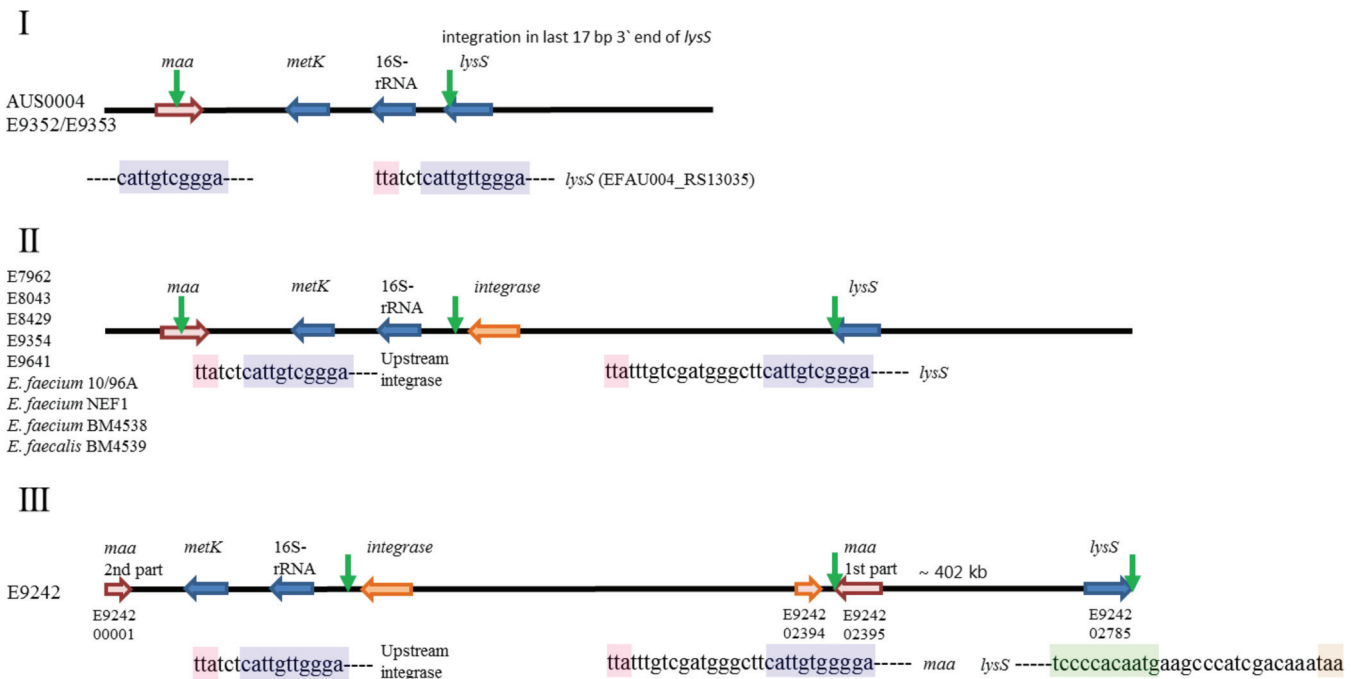 I
integration in last 17 bp 3` end of lysS
maa metK 16S-rRNA lysS
AUS0004
E9352/E9353
----cattgtcggga----
ttatctcattgttggga---- lysS (EFAU004_RS13035)
II
E7962
E8043
E8429
E9354
E9641
E. faecium 10/96A
E. faecium NEF1
E. faecium BM4538
E. faecalis BM4539
maa metK 16S-rRNA integrase lysS
ttatctcattgtcggga---- Upstream integrase
ttatttgtcgatgggcttcattgtcggga----- lysS
III
maa 2nd part metK 16S-rRNA integrase maa 1st part ~ 402 kb lysS
E9242
E9242 00001
E9242 02394
E9242 02395
E9242 02785
ttatctcattgttggga---- Upstream integrase
ttatttgtcgatgggcttcattgtgggga----- maa
lysS -----tccccacaatgaagcccatcgacaaataa